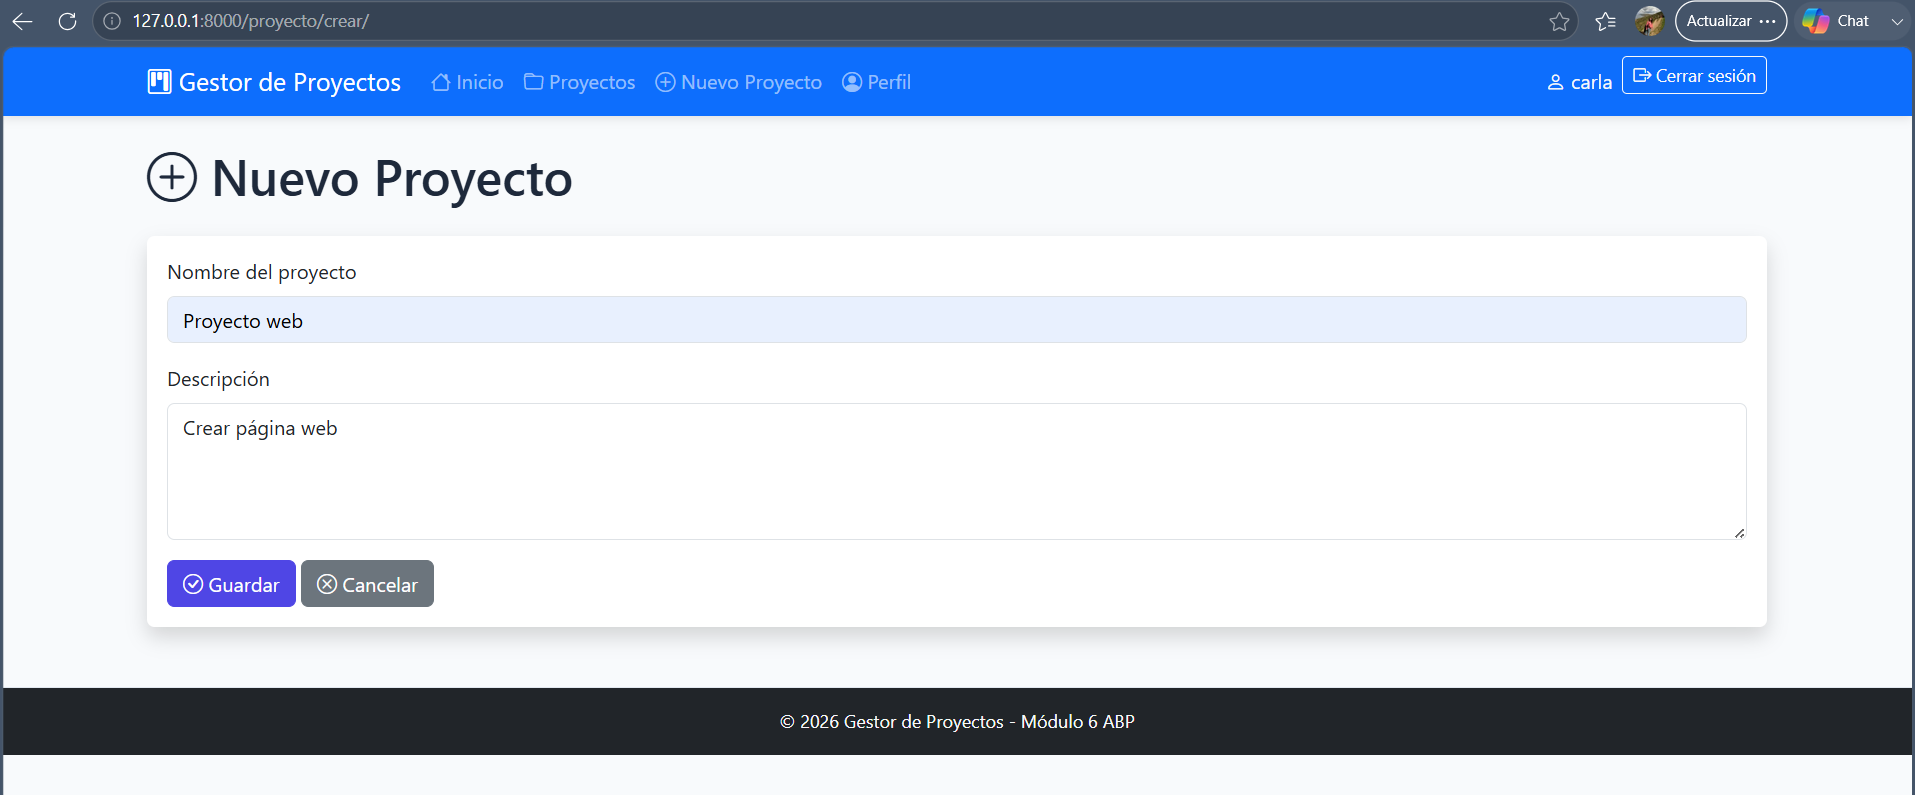 127.0.0.1:8000/proyecto/crear/
Actualizar ...
Chat
Gestor de Proyectos Inicio Proyectos Nuevo Proyecto Perfil carla Cerrar sesión
Nuevo Proyecto
Nombre del proyecto
Proyecto web
Descripción
Crear página web
Guardar Cancelar
© 2026 Gestor de Proyectos - Módulo 6 ABP